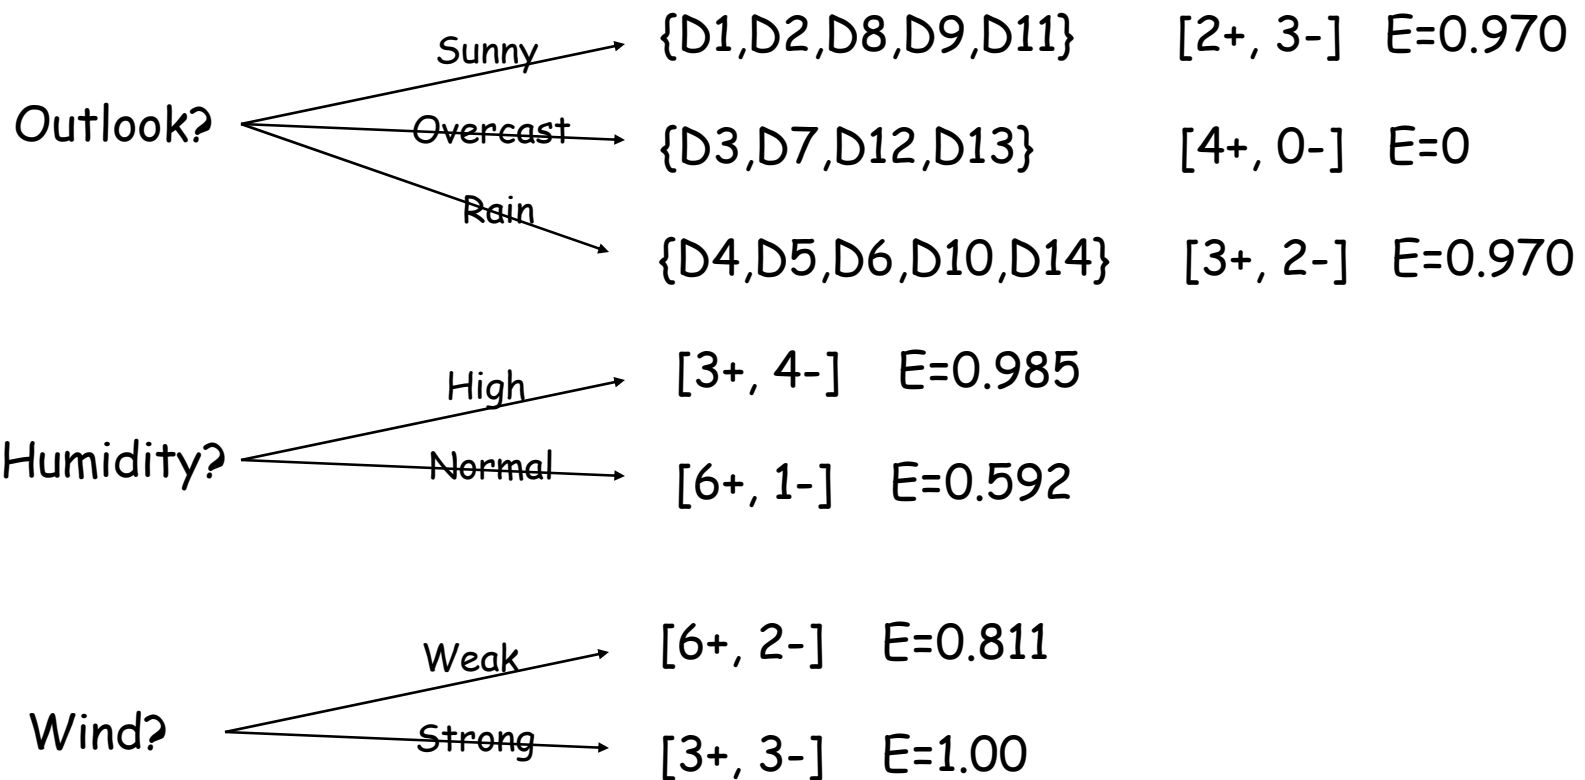 Sunny {D1,D2,D8,D9,D11} [2+, 3-] E=0.970
Outlook? Overcast {D3,D7,D12,D13} [4+, 0-] E=0
Rain {D4,D5,D6,D10,D14} [3+, 2-] E=0.970
High [3+, 4-] E=0.985
Humidity? Normal [6+, 1-] E=0.592
Weak [6+, 2-] E=0.811
Wind? Strong [3+, 3-] E=1.00